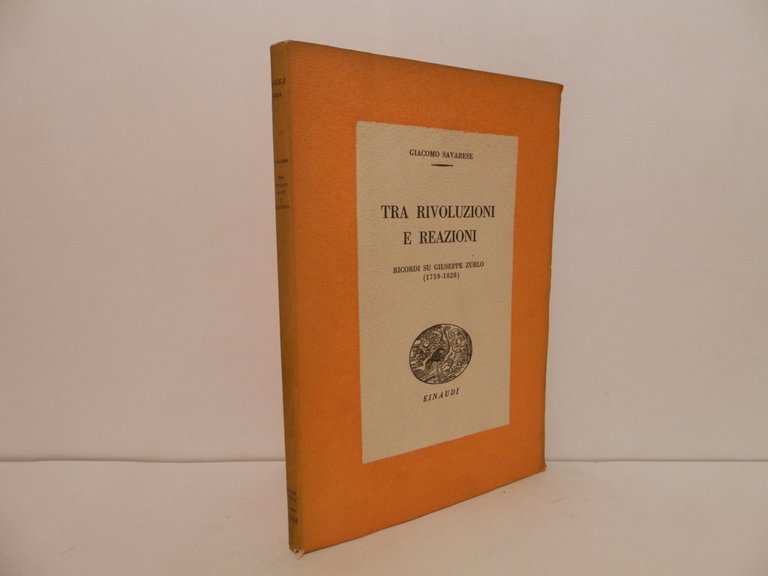 GIACOMO SAVARESE
TRA RIVOLUZIONI
E REAZIONI
RICORDI SU GIUSEPPE ZURLO
(1759-1828)
EINAUDI